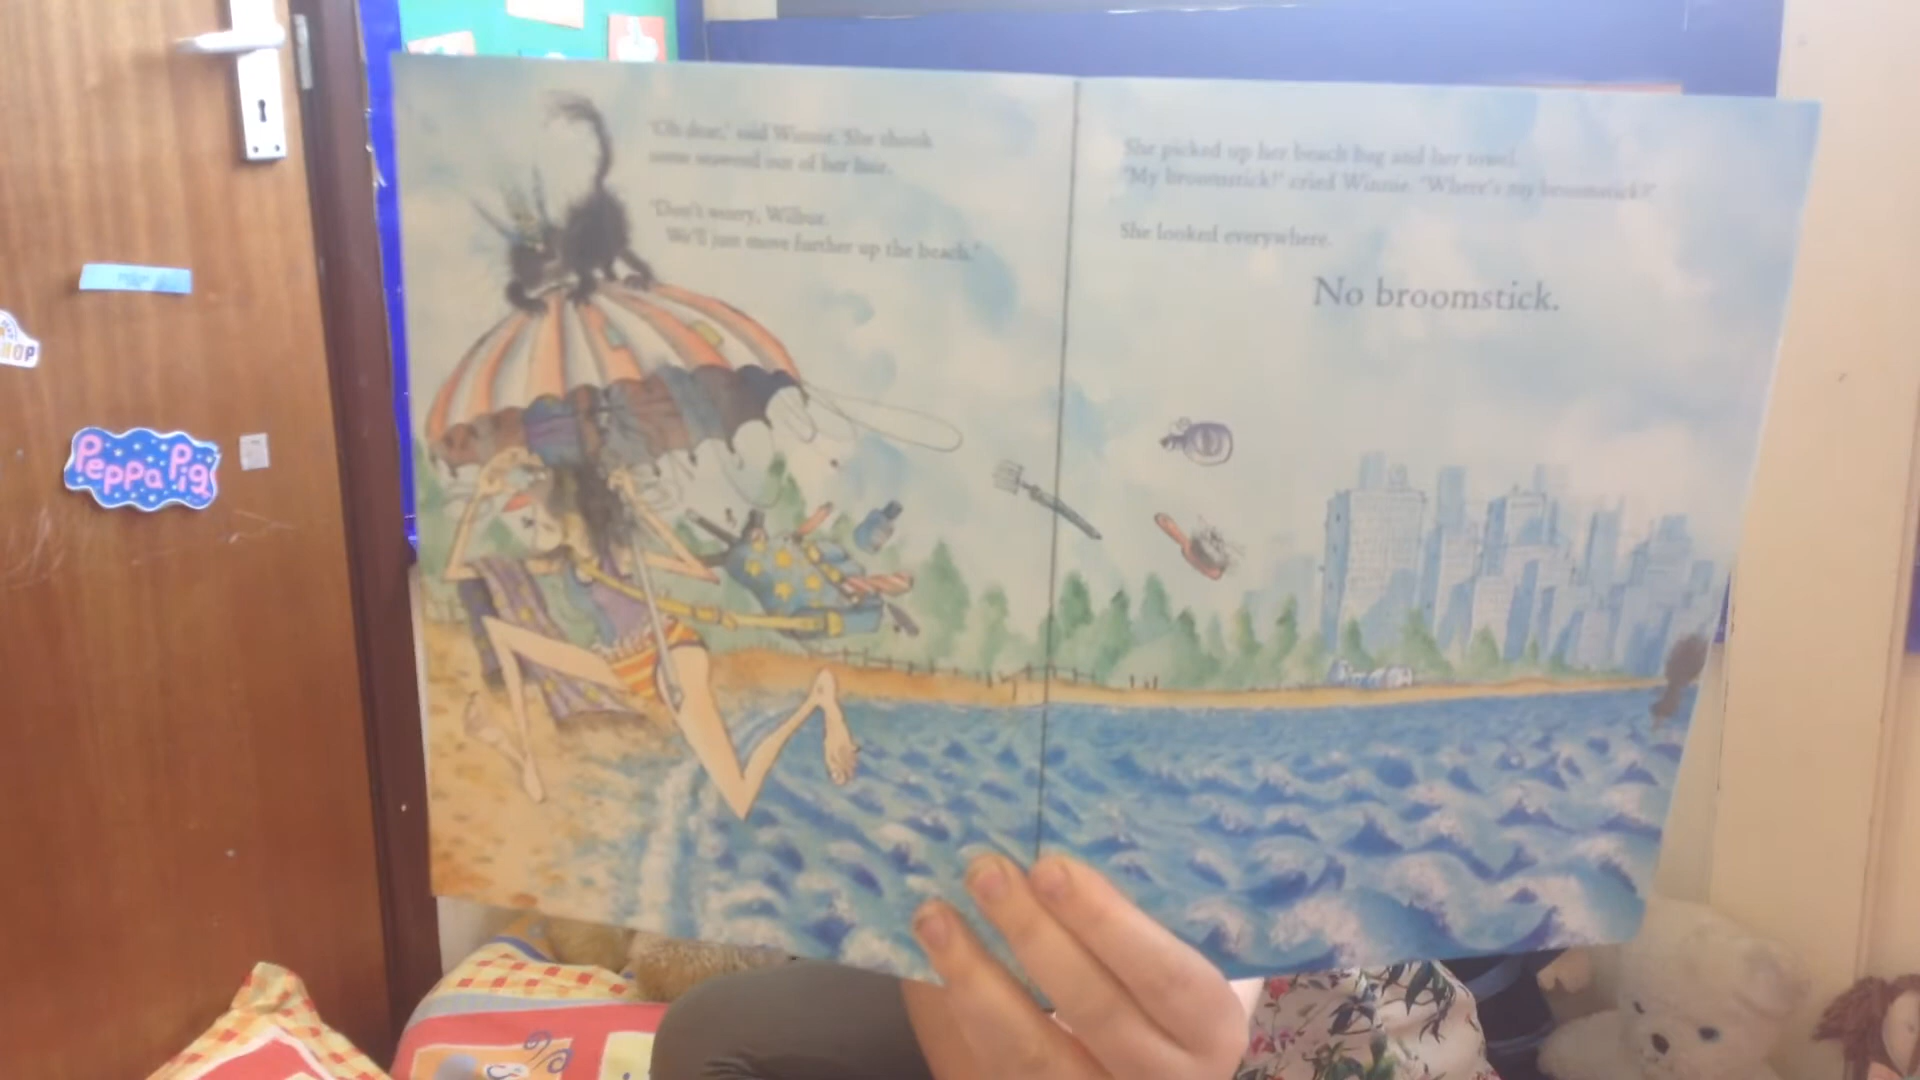 'Oh dear,' said Winnie. She shook
some seaweed out of her hair.
'Don't worry, Wilbur.
We'll just move further up the beach.'
She picked up her beach bag and her towel.
'My broomstick!' cried Winnie. 'Where's my broomstick?'
She looked everywhere.
No broomstick.
HOP
Peppa Pig